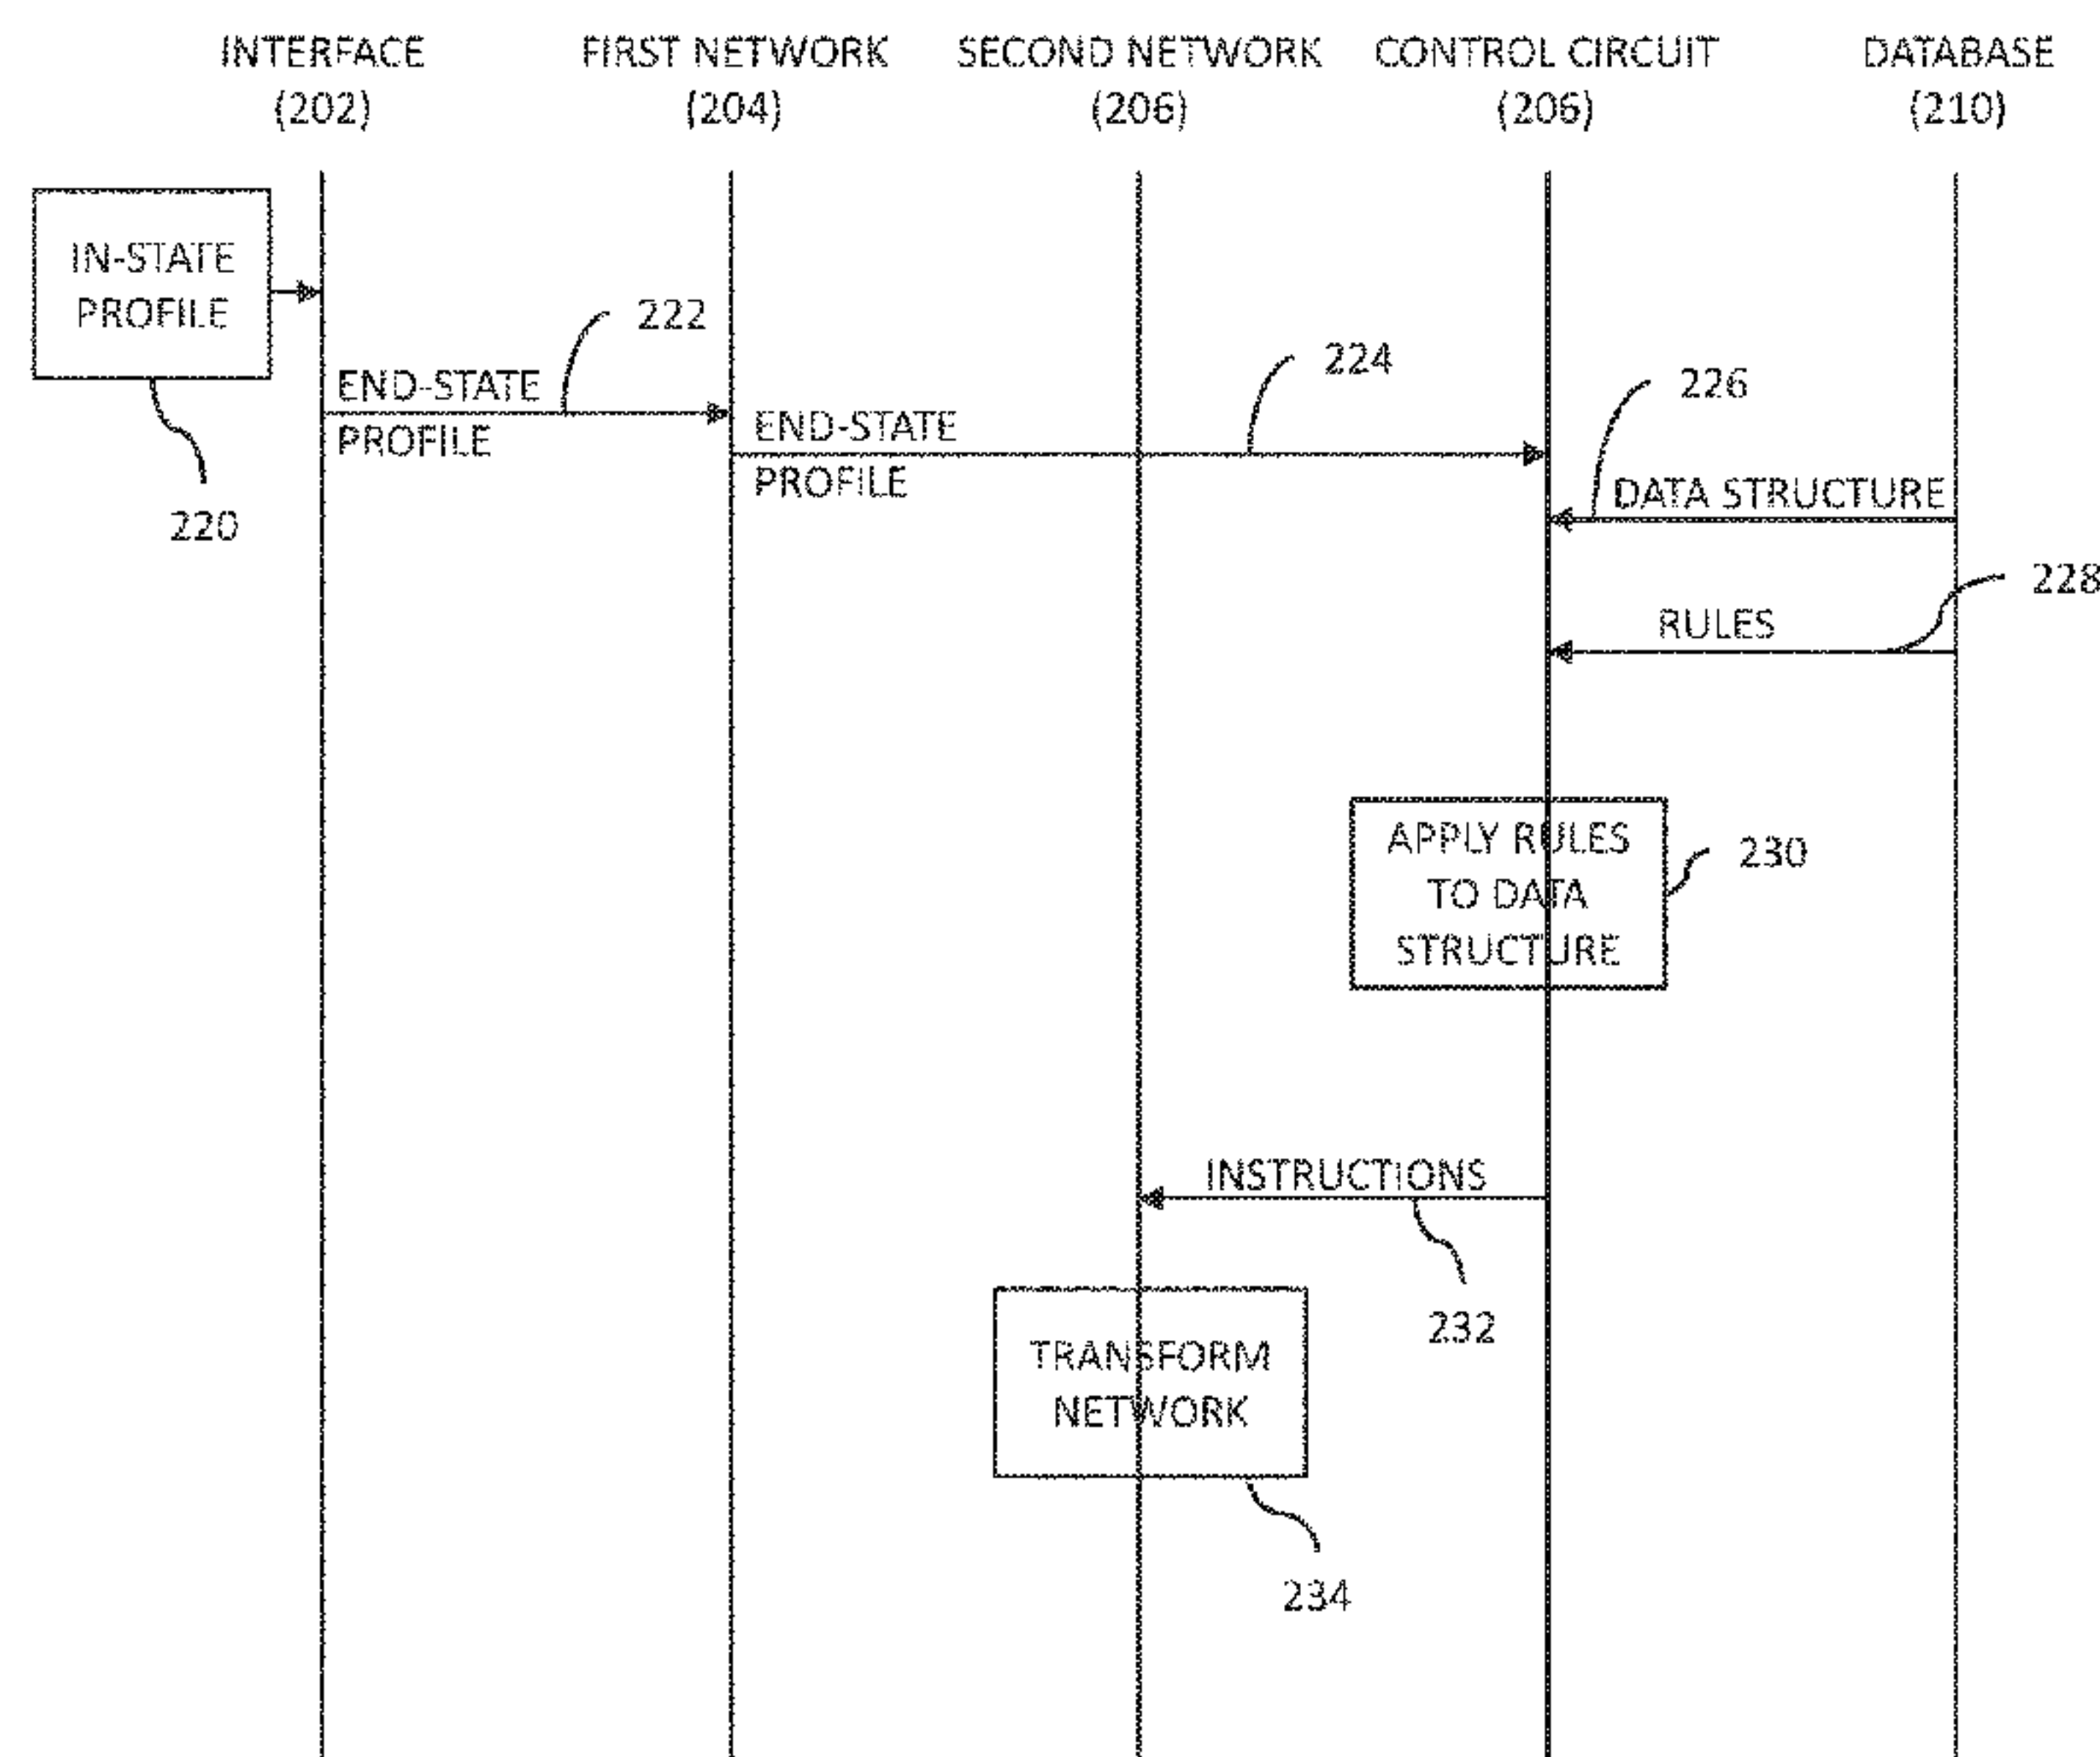 INTERFACE
(202)
FIRST NETWORK
(204)
SECOND NETWORK
(206)
CONTROL CIRCUIT
(206)
DATABASE
(210)
IN-STATE
PROFILE
220
222
END-STATE
PROFILE
224
END-STATE
PROFILE
226
DATA STRUCTURE
228
RULES
APPLY RULES
TO DATA
STRUCTURE
230
INSTRUCTIONS
232
TRANSFORM
NETWORK
234